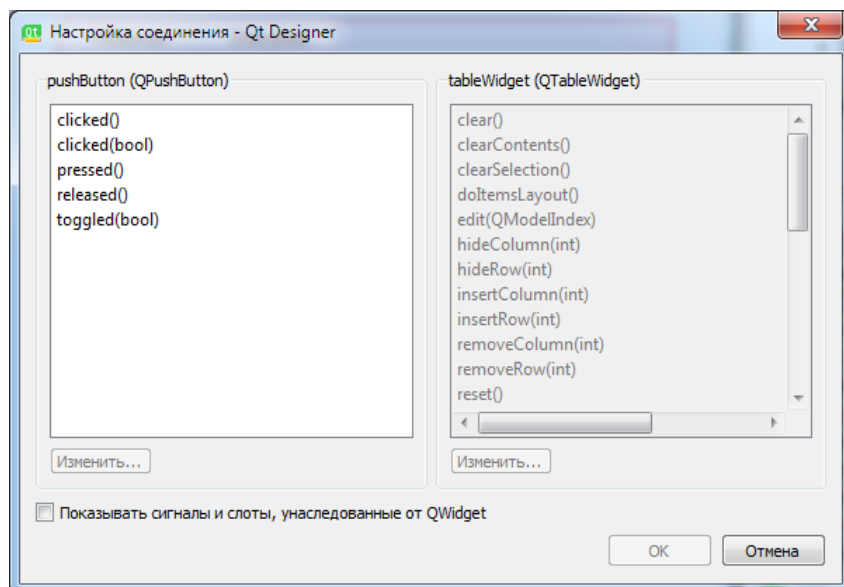 Настройка соединения - Qt Designer
pushButton (QPushButton)
clicked()
clicked(bool)
pressed()
released()
toggled(bool)
Изменить...
tableWidget (QTableWidget)
clear()
clearContents()
clearSelection()
doItemsLayout()
edit(QModelIndex)
hideColumn(int)
hideRow(int)
insertColumn(int)
insertRow(int)
removeColumn(int)
removeRow(int)
reset()
Изменить...
Показывать сигналы и слоты, унаследованные от QWidget
OK
Отмена